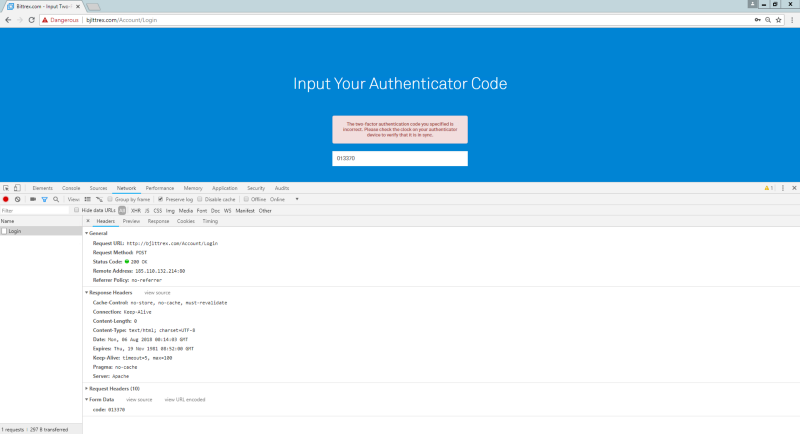 Bittrex.com - Input Two-
Dangerous | bjittrex.com/Account/Login
Input Your Authenticator Code
The two-factor authentication code you specified is
incorrect. Please check the clock on your authenticator
device to verify that it is in sync.
013370
Elements Console Sources Network Performance Memory Application Security Audits 1
View: Group by frame Preserve log Disable cache Offline Online
Filter Hide data URLs All XHR JS CSS Img Media Font Doc WS Manifest Other
Name × Headers Preview Response Cookies Timing
Login
General
Request URL: http://bjittrex.com/Account/Login
Request Method: POST
Status Code: 200 OK
Remote Address: 185.110.132.214:80
Referrer Policy: no-referrer
Response Headers view source
Cache-Control: no-store, no-cache, must-revalidate
Connection: Keep-Alive
Content-Length: 0
Content-Type: text/html; charset=UTF-8
Date: Mon, 06 Aug 2018 00:14:03 GMT
Expires: Thu, 19 Nov 1981 08:52:00 GMT
Keep-Alive: timeout=5, max=100
Pragma: no-cache
Server: Apache
Request Headers (10)
Form Data view source view URL encoded
code: 013370
1 requests | 297 B transferred